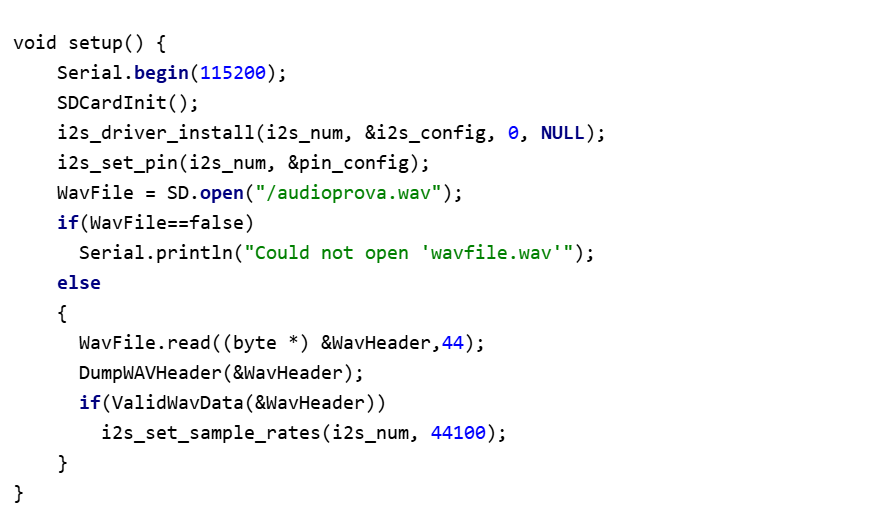 void setup() {
    Serial.begin(115200);
    SDCardInit();
    i2s_driver_install(i2s_num, &i2s_config, 0, NULL);
    i2s_set_pin(i2s_num, &pin_config);
    WavFile = SD.open("/audioprova.wav");
    if(WavFile==false)
      Serial.println("Could not open 'wavfile.wav'");
    else
    {
      WavFile.read((byte *) &WavHeader,44);
      DumpWAVHeader(&WavHeader);
      if(ValidWavData(&WavHeader))
        i2s_set_sample_rates(i2s_num, 44100);
    }
}